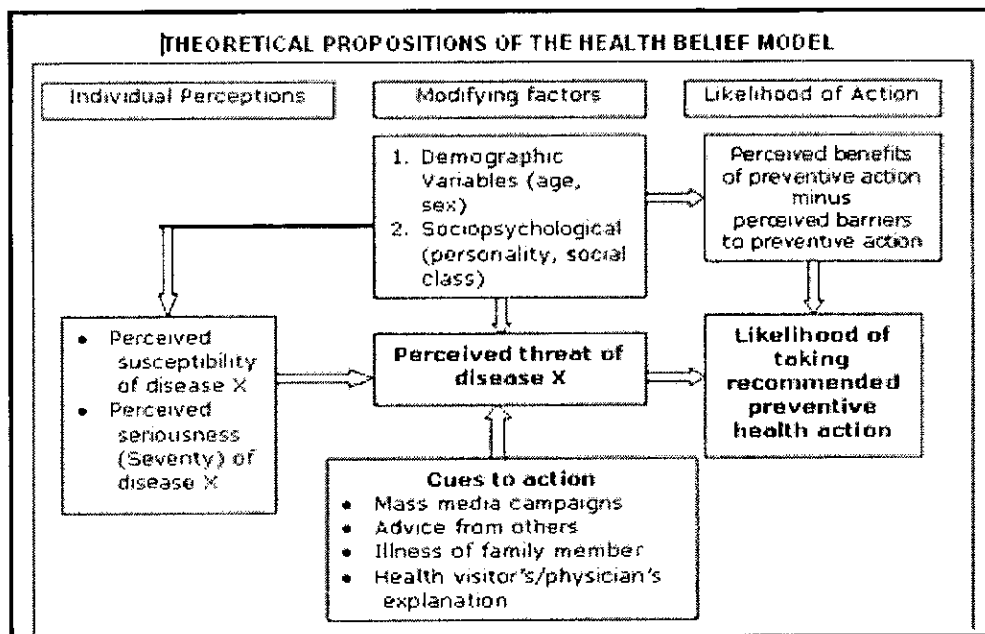 THEORETICAL PROPOSITIONS OF THE HEALTH BELIEF MODEL
Individual Perceptions
Modifying factors
Likelihood of Action
1. Demographic
Variables (age,
sex)
2. Sociopsychological
(personality, social
class)
Perceived benefits
of preventive action
minus
perceived barriers
to preventive action
• Perceived
susceptibility
of disease X
• Perceived
seriousness
(Seventy) of
disease X
Perceived threat of
disease X
Likelihood of
taking
recommended
preventive
health action
Cues to action
• Mass media campaigns
• Advice from others
• Illness of family member
• Health visitor's/physician's
explanation